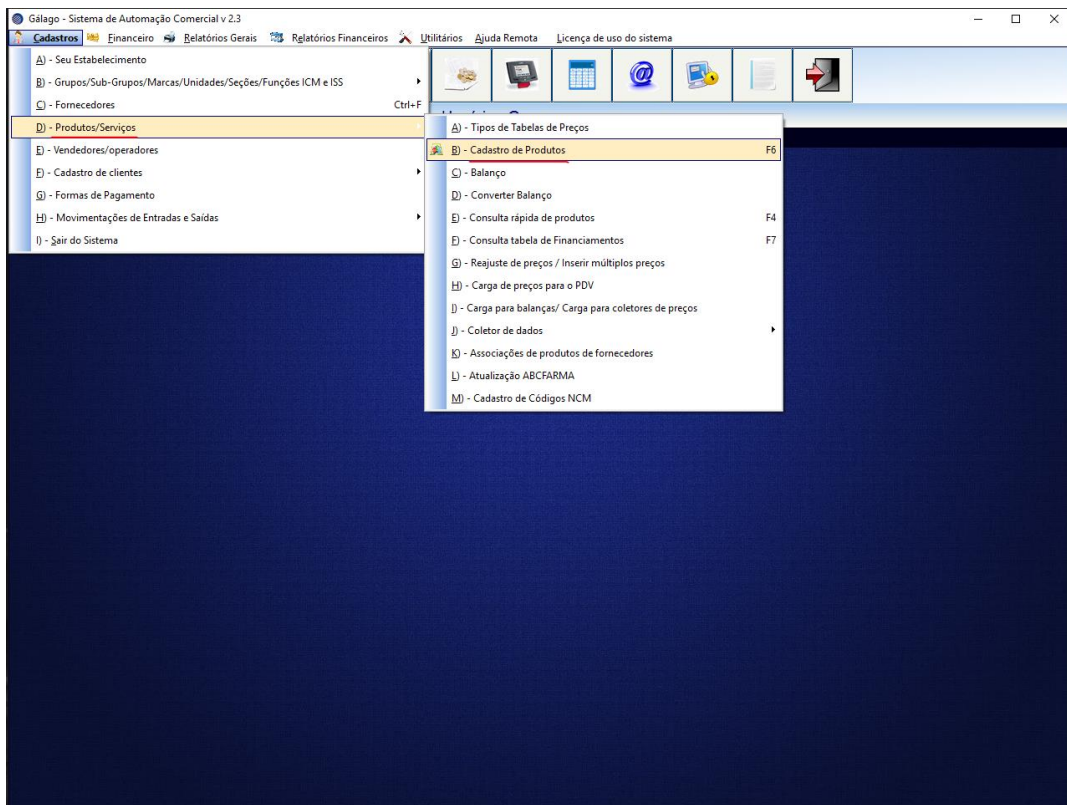 Gálago - Sistema de Automação Comercial v 2.3
Cadastros Financeiro Relatórios Gerais Relatórios Financeiros Utilitários Ajuda Remota Licença de uso do sistema
A) - Seu Estabelecimento
B) - Grupos/Sub-Grupos/Marcas/Unidades/Seções/Funções ICM e ISS
C) - Fornecedores Ctrl+F
D) - Produtos/Serviços
E) - Vendedores/operadores
F) - Cadastro de clientes
G) - Formas de Pagamento
H) - Movimentações de Entradas e Saídas
I) - Sair do Sistema
A) - Tipos de Tabelas de Preços
B) - Cadastro de Produtos F6
C) - Balanço
D) - Converter Balanço
E) - Consulta rápida de produtos F4
F) - Consulta tabela de Financiamentos F7
G) - Reajuste de preços / Inserir múltiplos preços
H) - Carga de preços para o PDV
I) - Carga para balanças/ Carga para coletores de preços
J) - Coletor de dados
K) - Associações de produtos de fornecedores
L) - Atualização ABCFARMA
M) - Cadastro de Códigos NCM